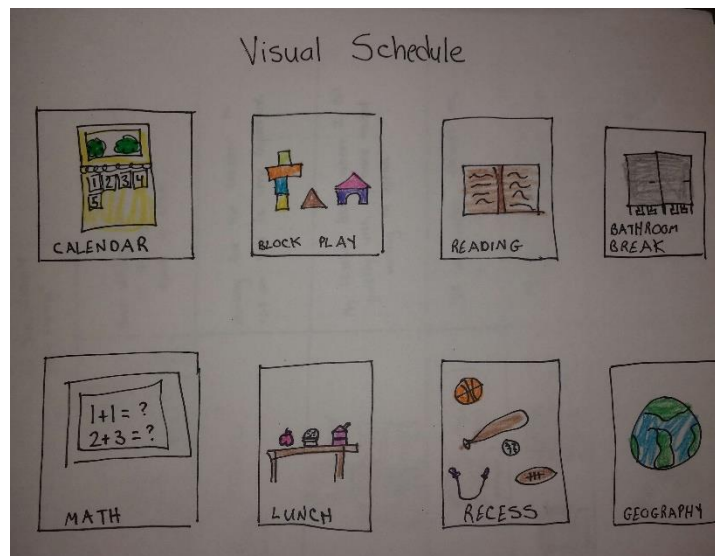 Visual Schedule
1 2 3 4
5
CALENDAR
BLOCK PLAY
READING
BATHROOM
BREAK
1+1 = ?
2+3 = ?
MATH
LUNCH
RECESS
GEOGRAPHY